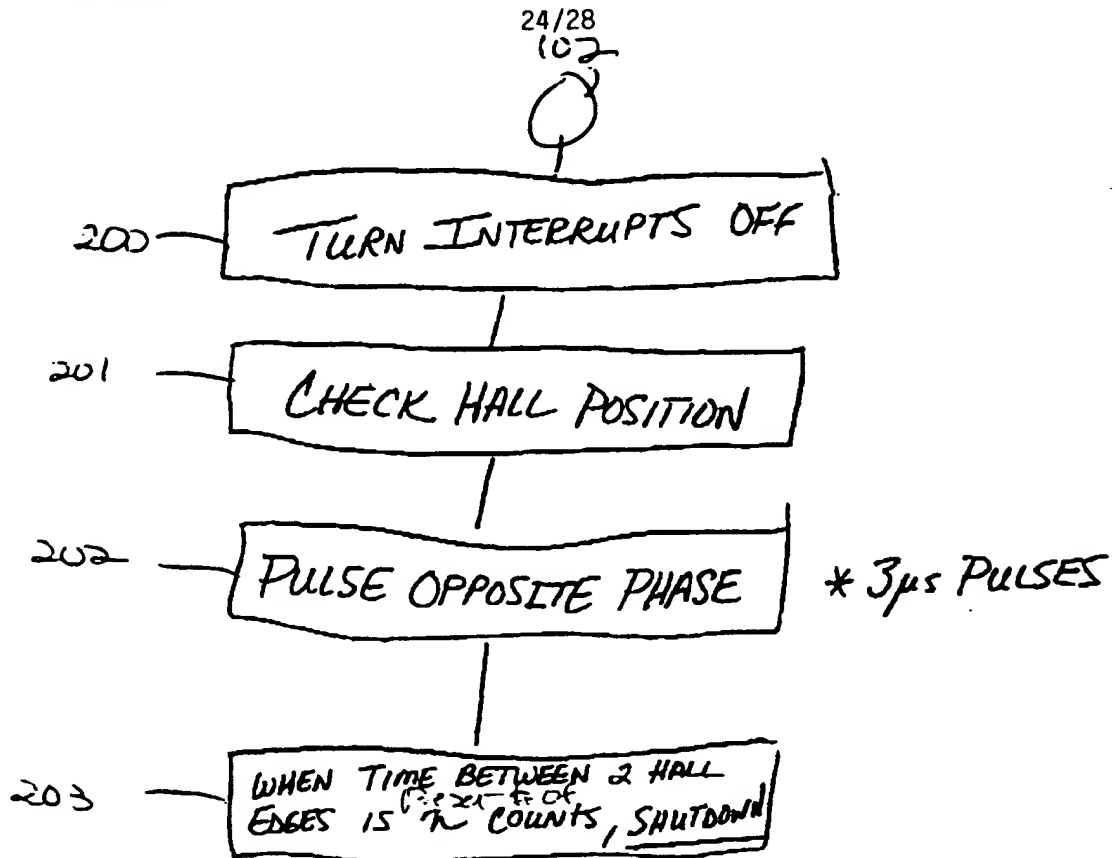 24/28
102
200
TURN INTERRUPTS OFF
201
CHECK HALL POSITION
202
PULSE OPPOSITE PHASE
* 3µs PULSES
203
WHEN TIME BETWEEN 2 HALL
EDGES IS n COUNTS, SHUTDOWN